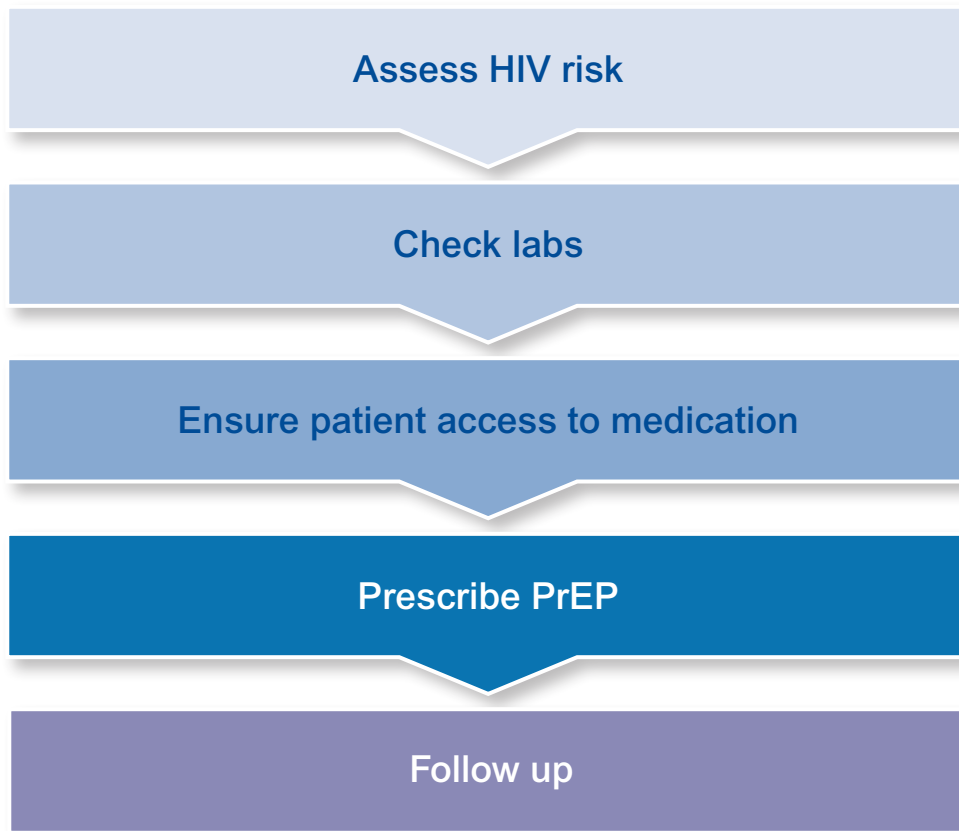 Assess HIV risk
Check labs
Ensure patient access to medication
Prescribe PrEP
Follow up